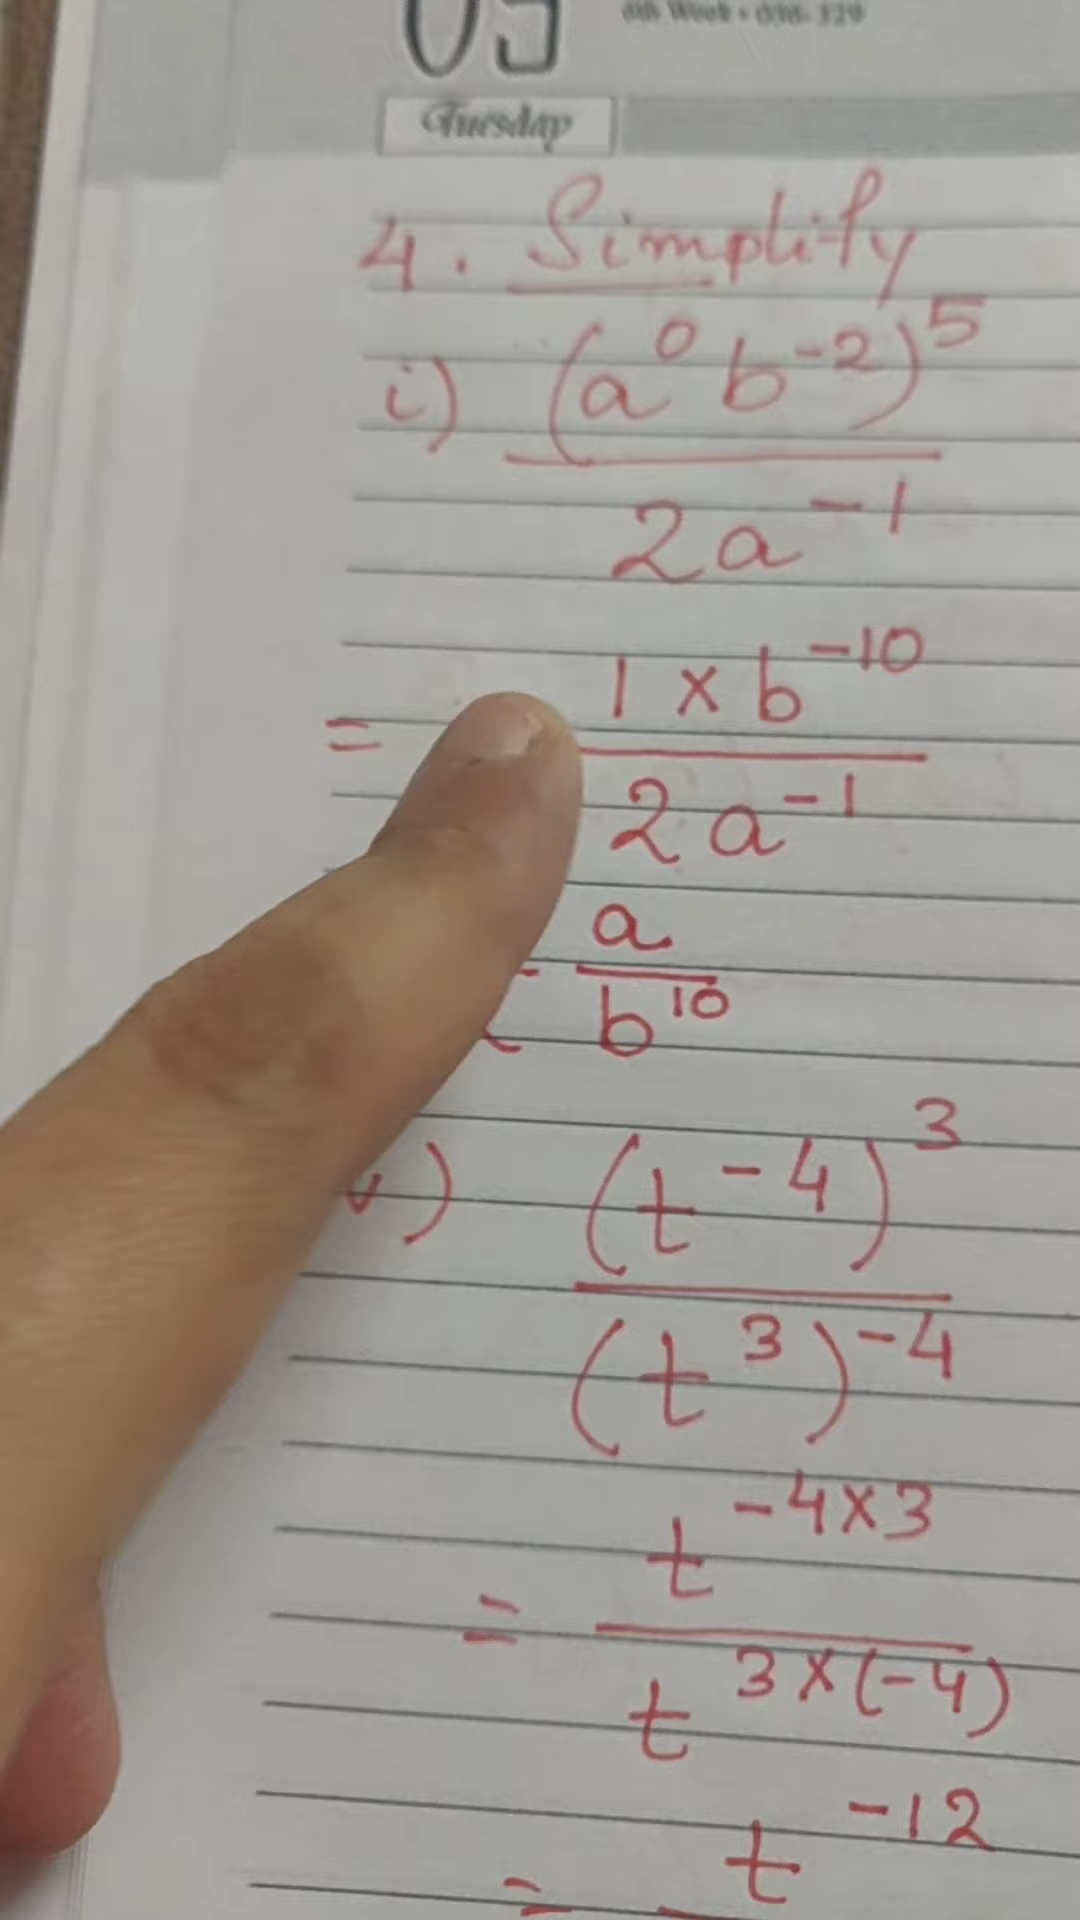 Tuesday
4. Simplify
i) (a⁰ b⁻²)⁵
2a⁻¹
= 1 × b⁻¹⁰
2a⁻¹
a
b¹⁰
v) (t⁻⁴)³
(t³)⁻⁴
= t⁻⁴ˣ³
t³ˣ⁽⁻⁴⁾
= t⁻¹²